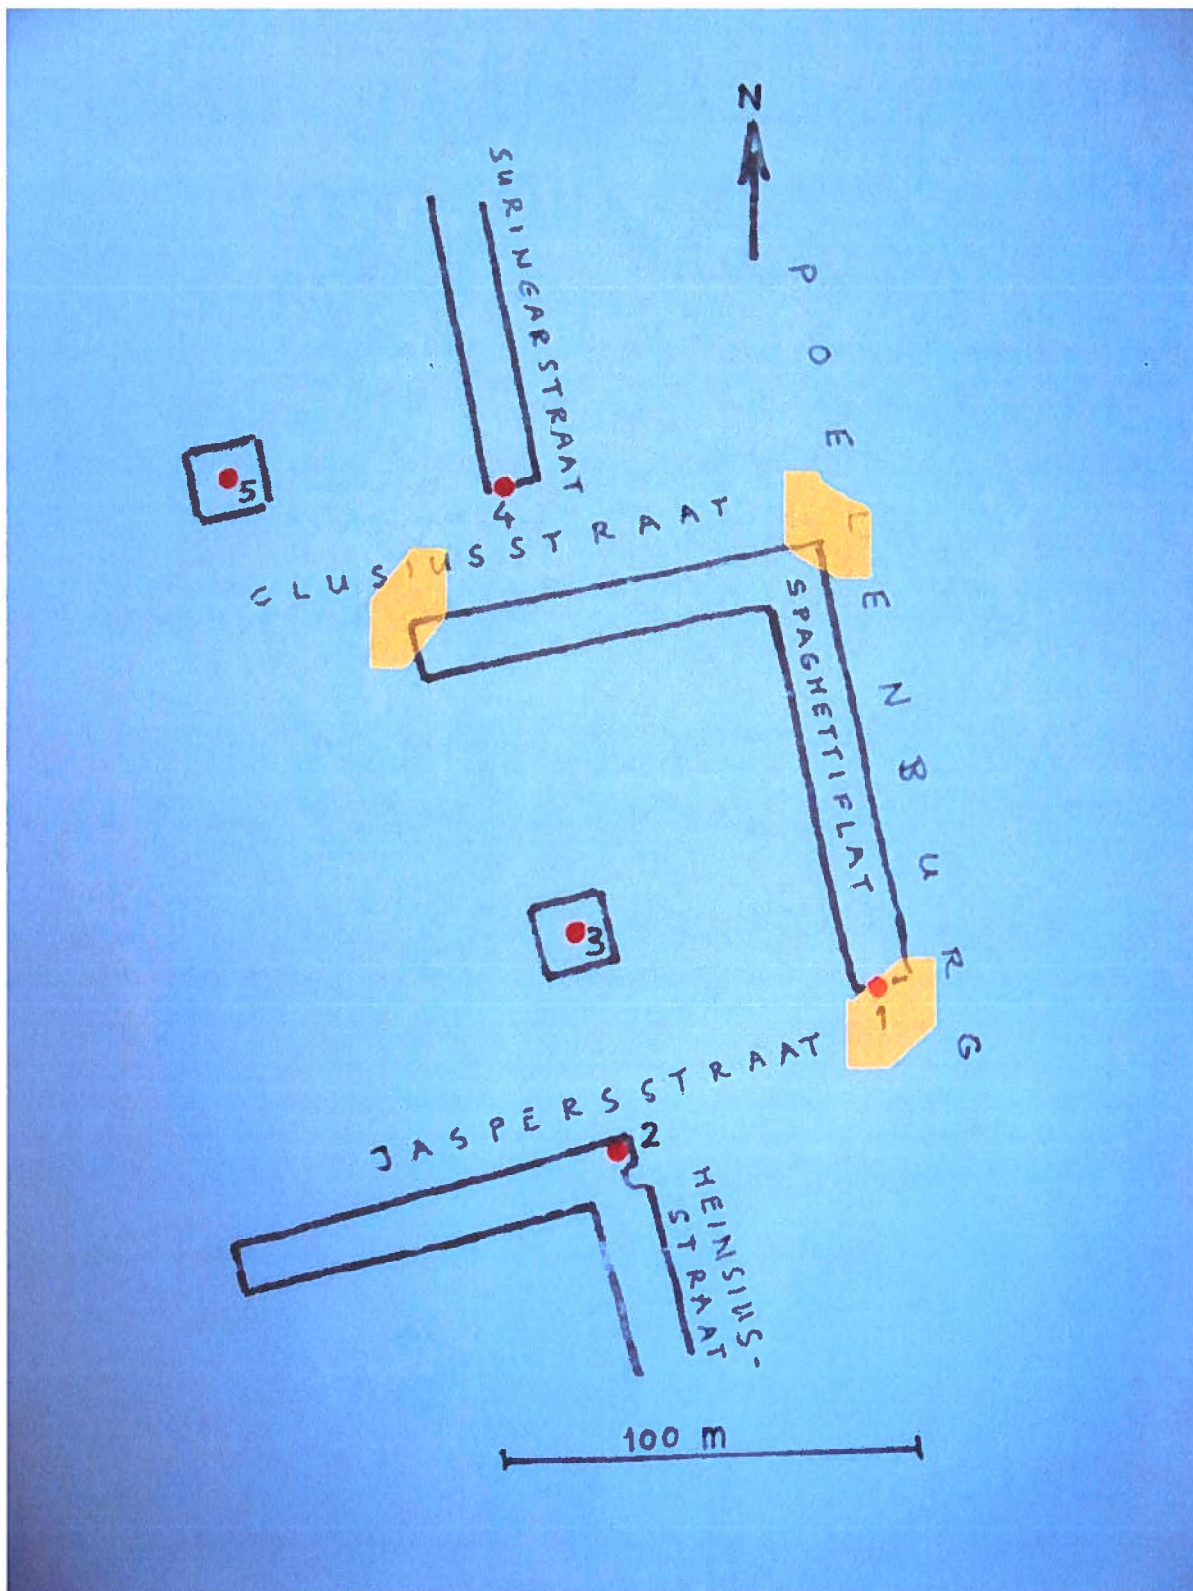 N
SURINGARSTRAAT
POELENBURG
5
4
CLUSIUSSTRAAT
SPAGHETTIFLAT
3
1
JASPERSSTRAAT
2
HEINSIUS-
STRAAT
100 m